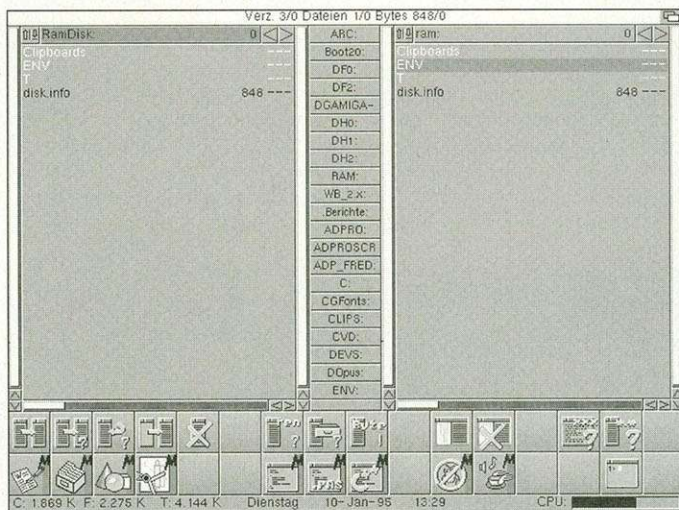 Verz. 3/0 Dateien 1/0 Bytes 848/0
RamDisk: 0
Clipboards ---
ENV ---
T ---
disk.info 848 ---
ARC:
Boot20:
DF0:
DF2:
DGAMIGA-
DH0:
DH1:
DH2:
RAM:
WB_2.x:
.Berichte:
ADPRO:
ADPROSCR
ADP_FRED:
C:
CGFonts:
CLIPS:
CVD:
DEVS:
DOpus:
ENV:
ram: 0
Clipboards ---
ENV ---
T ---
disk.info 848 ---
C: 1.869 K F: 2.275 K T: 4.144 K Dienstag 10-Jan-95 13:29 CPU: